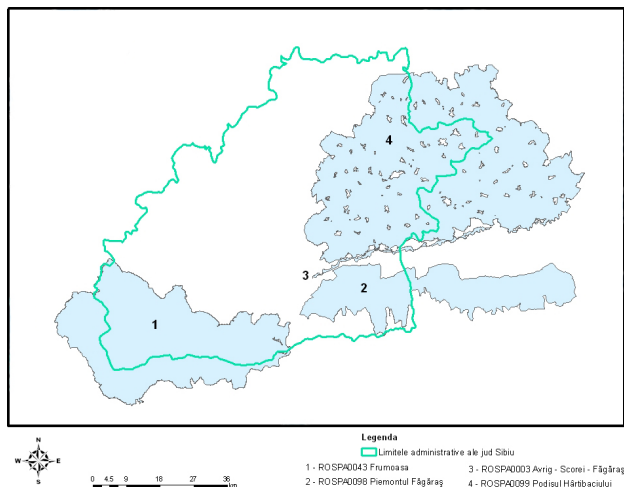 4
3
2
1
N
W E
S
0 4.5 9 18 27 36
km
Legenda
Limitele administrative ale jud Sibiu
1 - ROSPA0043 Frumoasa
2 - ROSPA0098 Piemontul Făgăraş
3 - ROSPA0003 Avrig - Scorei - Făgăraş
4 - ROSPA0099 Podisul Hârtibaciului